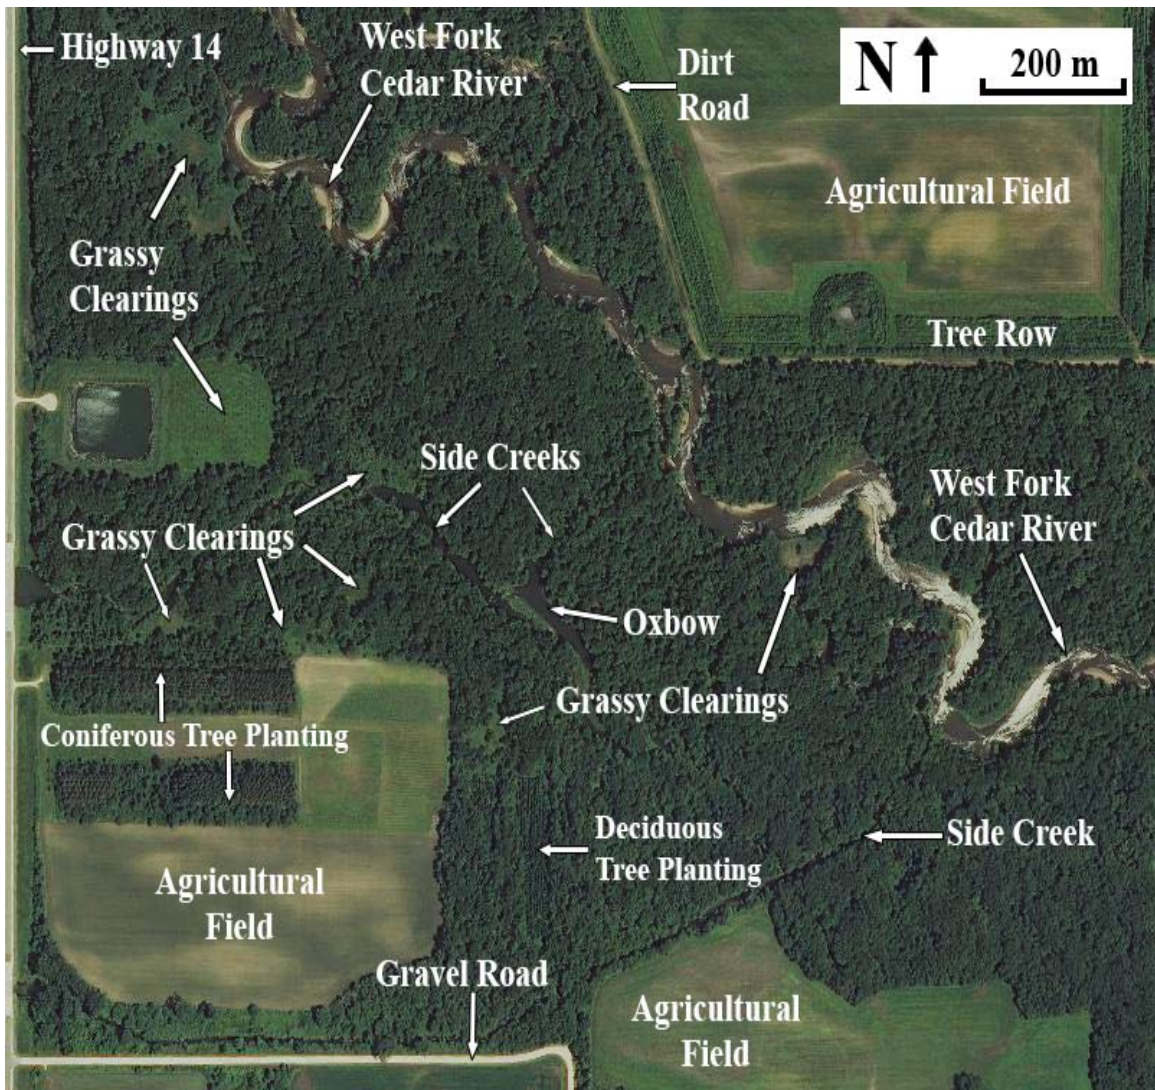 Highway 14
West Fork
Cedar River
Dirt
Road
N
200 m
Agricultural Field
Grassy
Clearings
Tree Row
Side Creeks
West Fork
Cedar River
Grassy Clearings
Oxbow
Grassy Clearings
Coniferous Tree Planting
Deciduous
Tree Planting
Side Creek
Agricultural
Field
Gravel Road
Agricultural
Field